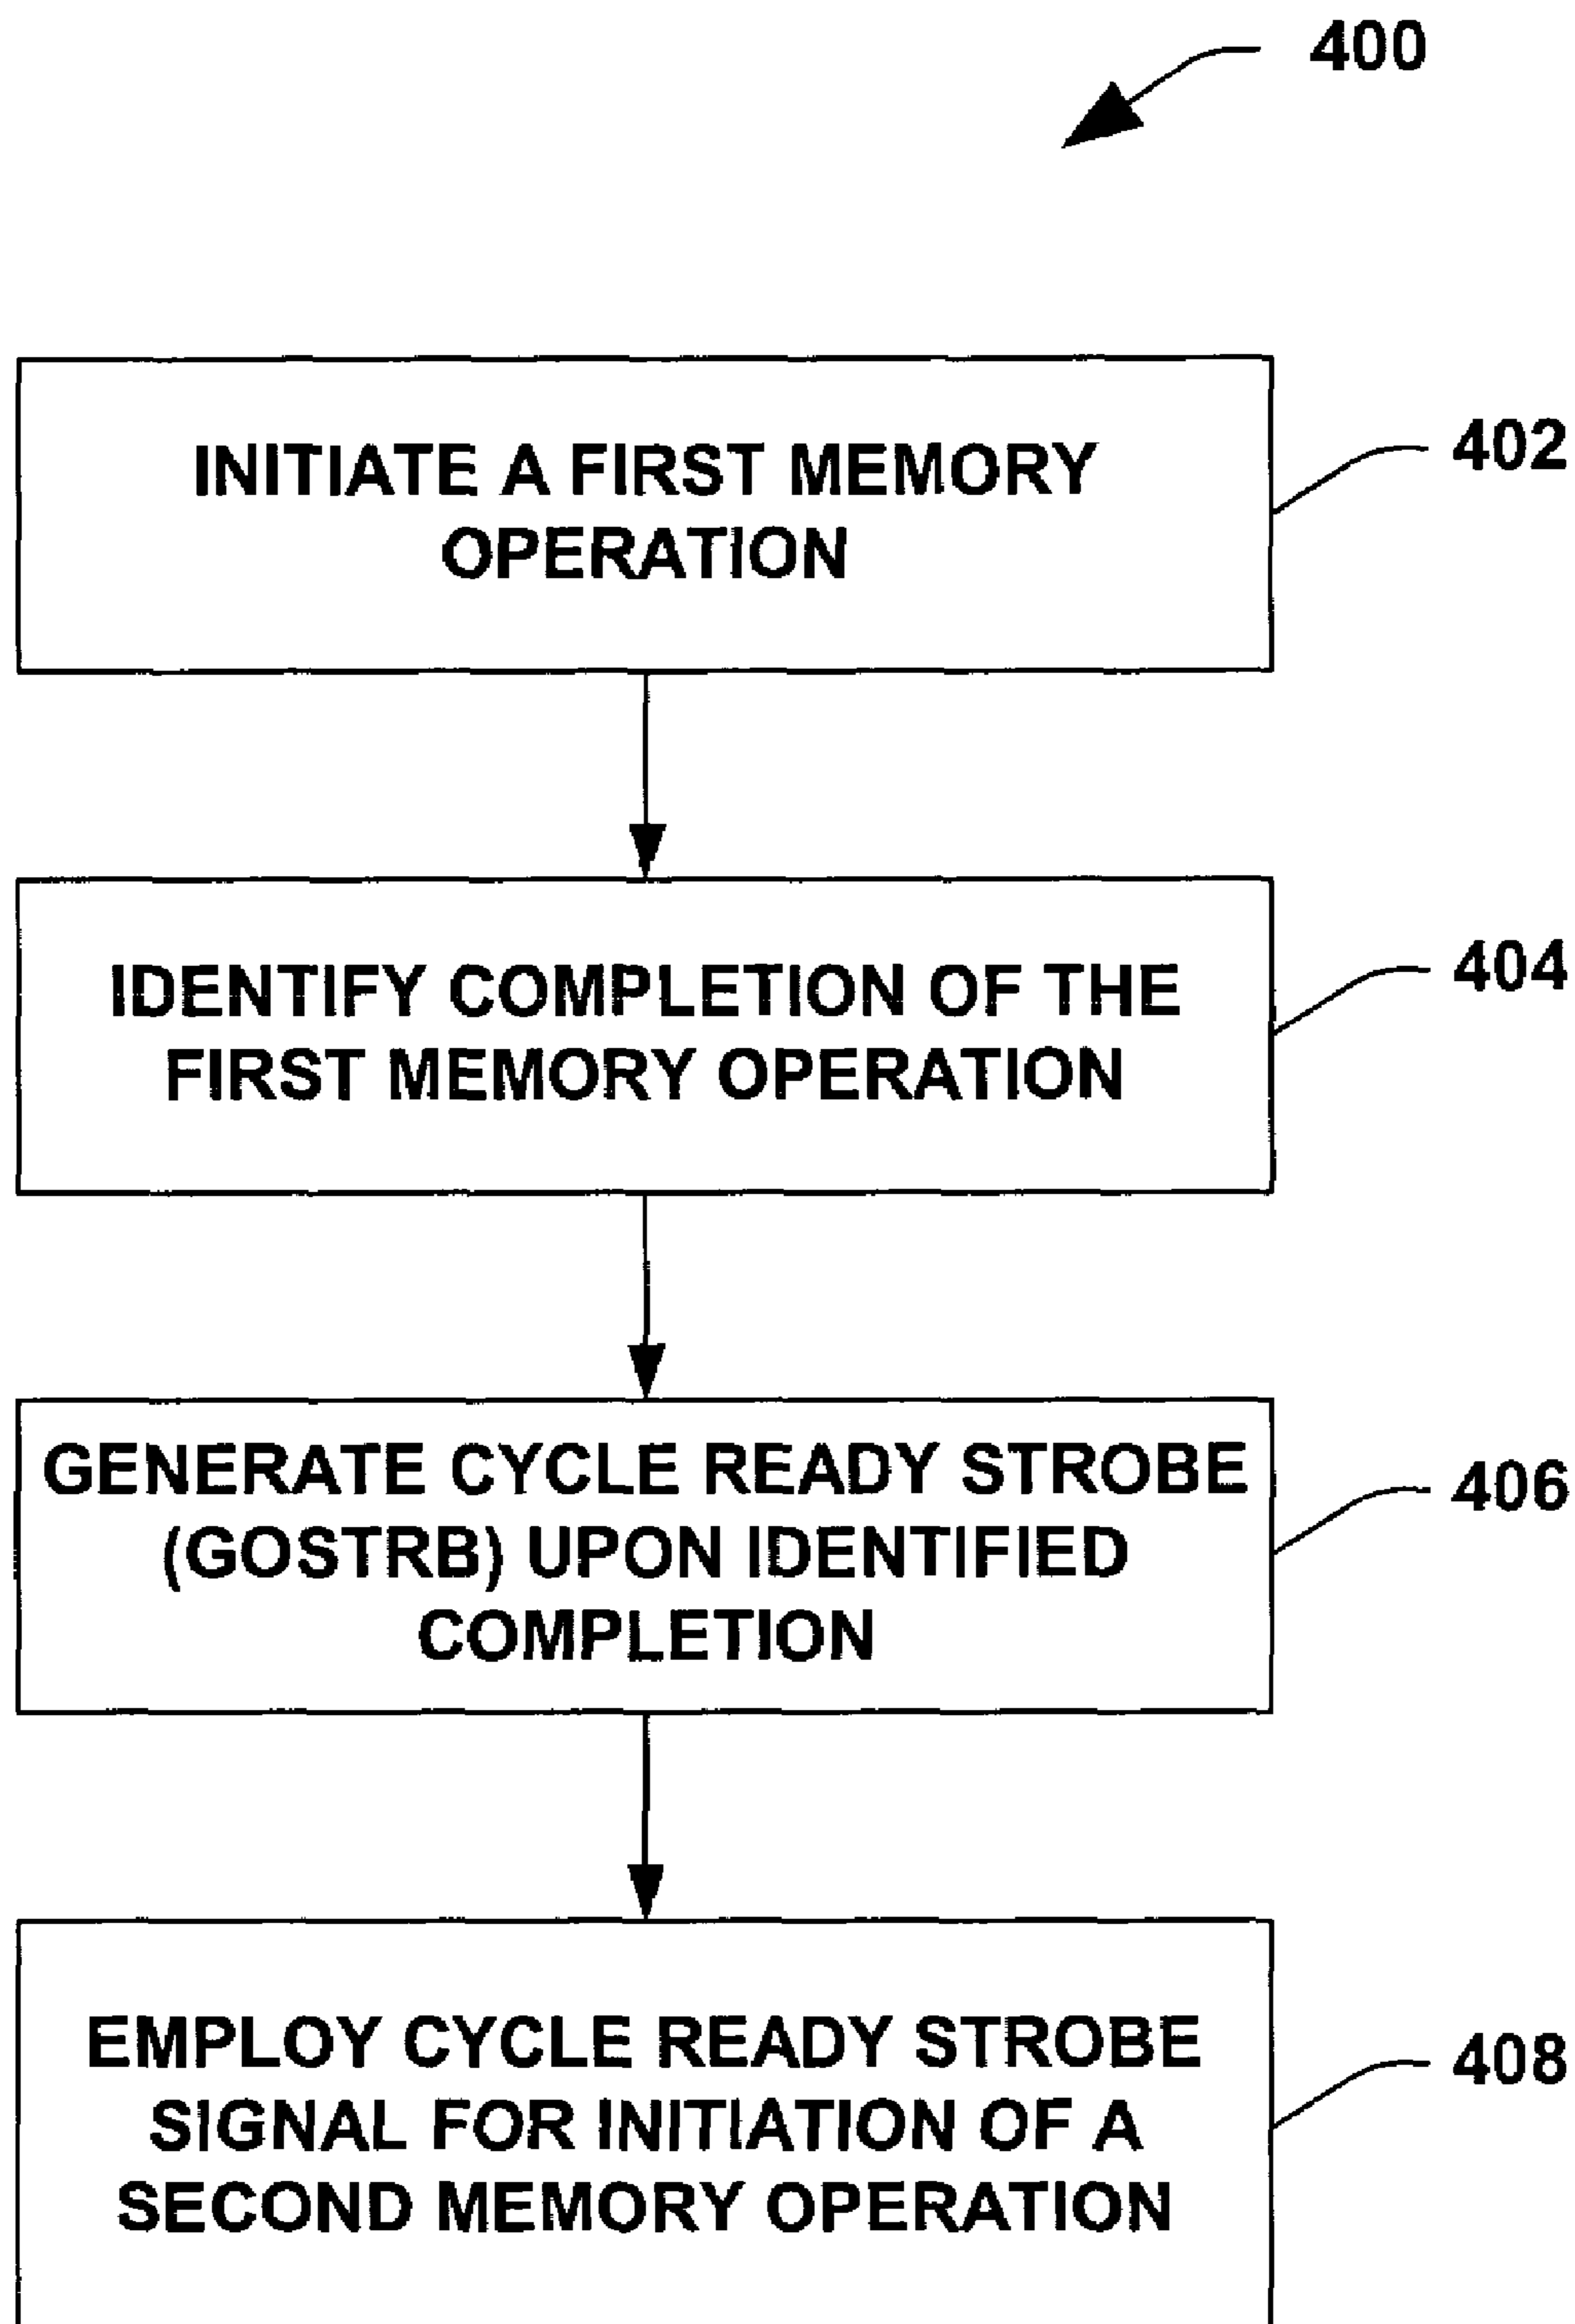 400
INITIATE A FIRST MEMORY
OPERATION
402
IDENTIFY COMPLETION OF THE
FIRST MEMORY OPERATION
404
GENERATE CYCLE READY STROBE
(GOSTRB) UPON IDENTIFIED
COMPLETION
406
EMPLOY CYCLE READY STROBE
SIGNAL FOR INITIATION OF A
SECOND MEMORY OPERATION
408